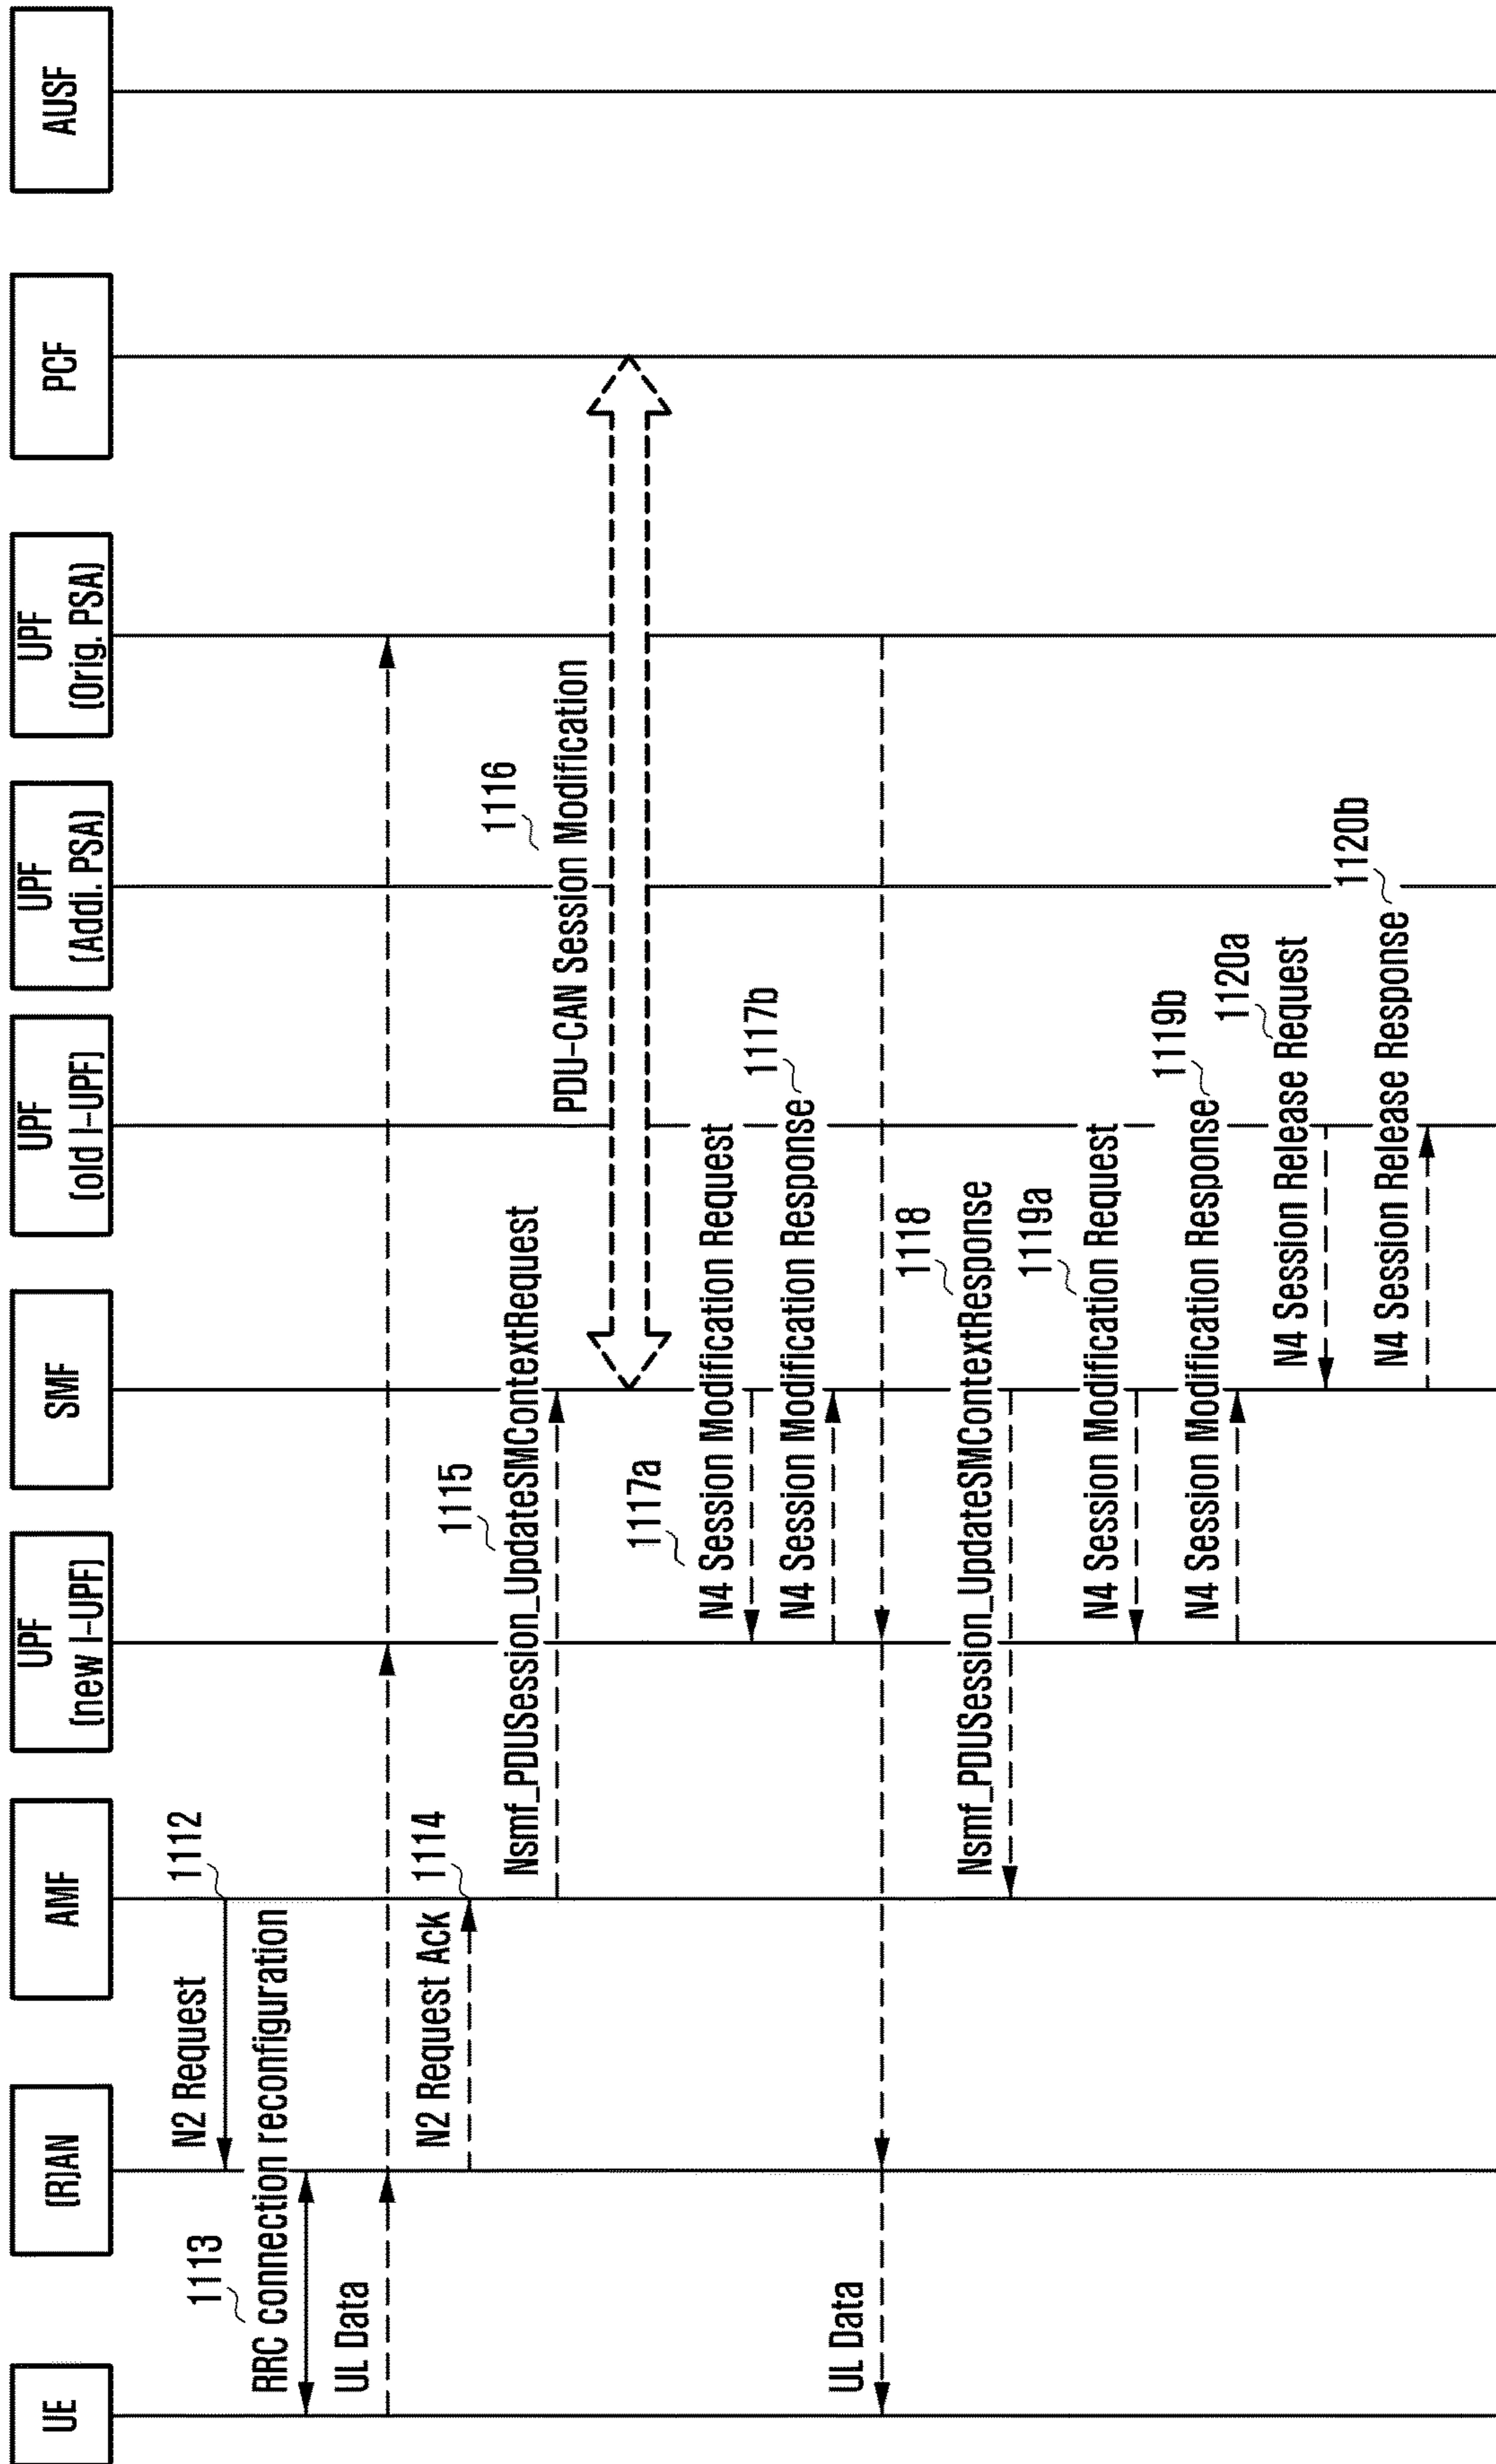 UE
(R)AN
AMF
UPF
(new I-UPF)
SMF
UPF
(old I-UPF)
UPF
(Addi. PSA)
UPF
(Orig. PSA)
PCF
AUSF
N2 Request
1112
1113
RRC connection reconfiguration
UL Data
N2 Request Ack
1114
1115
Nsmf_PDUSession_UpdateSMContextRequest
1116
PDU-CAN Session Modification
1117a
N4 Session Modification Request
N4 Session Modification Response
1117b
UL Data
1118
Nsmf_PDUSession_UpdateSMContextResponse
1119a
N4 Session Modification Request
N4 Session Modification Response
1119b
1120a
N4 Session Release Request
N4 Session Release Response
1120b